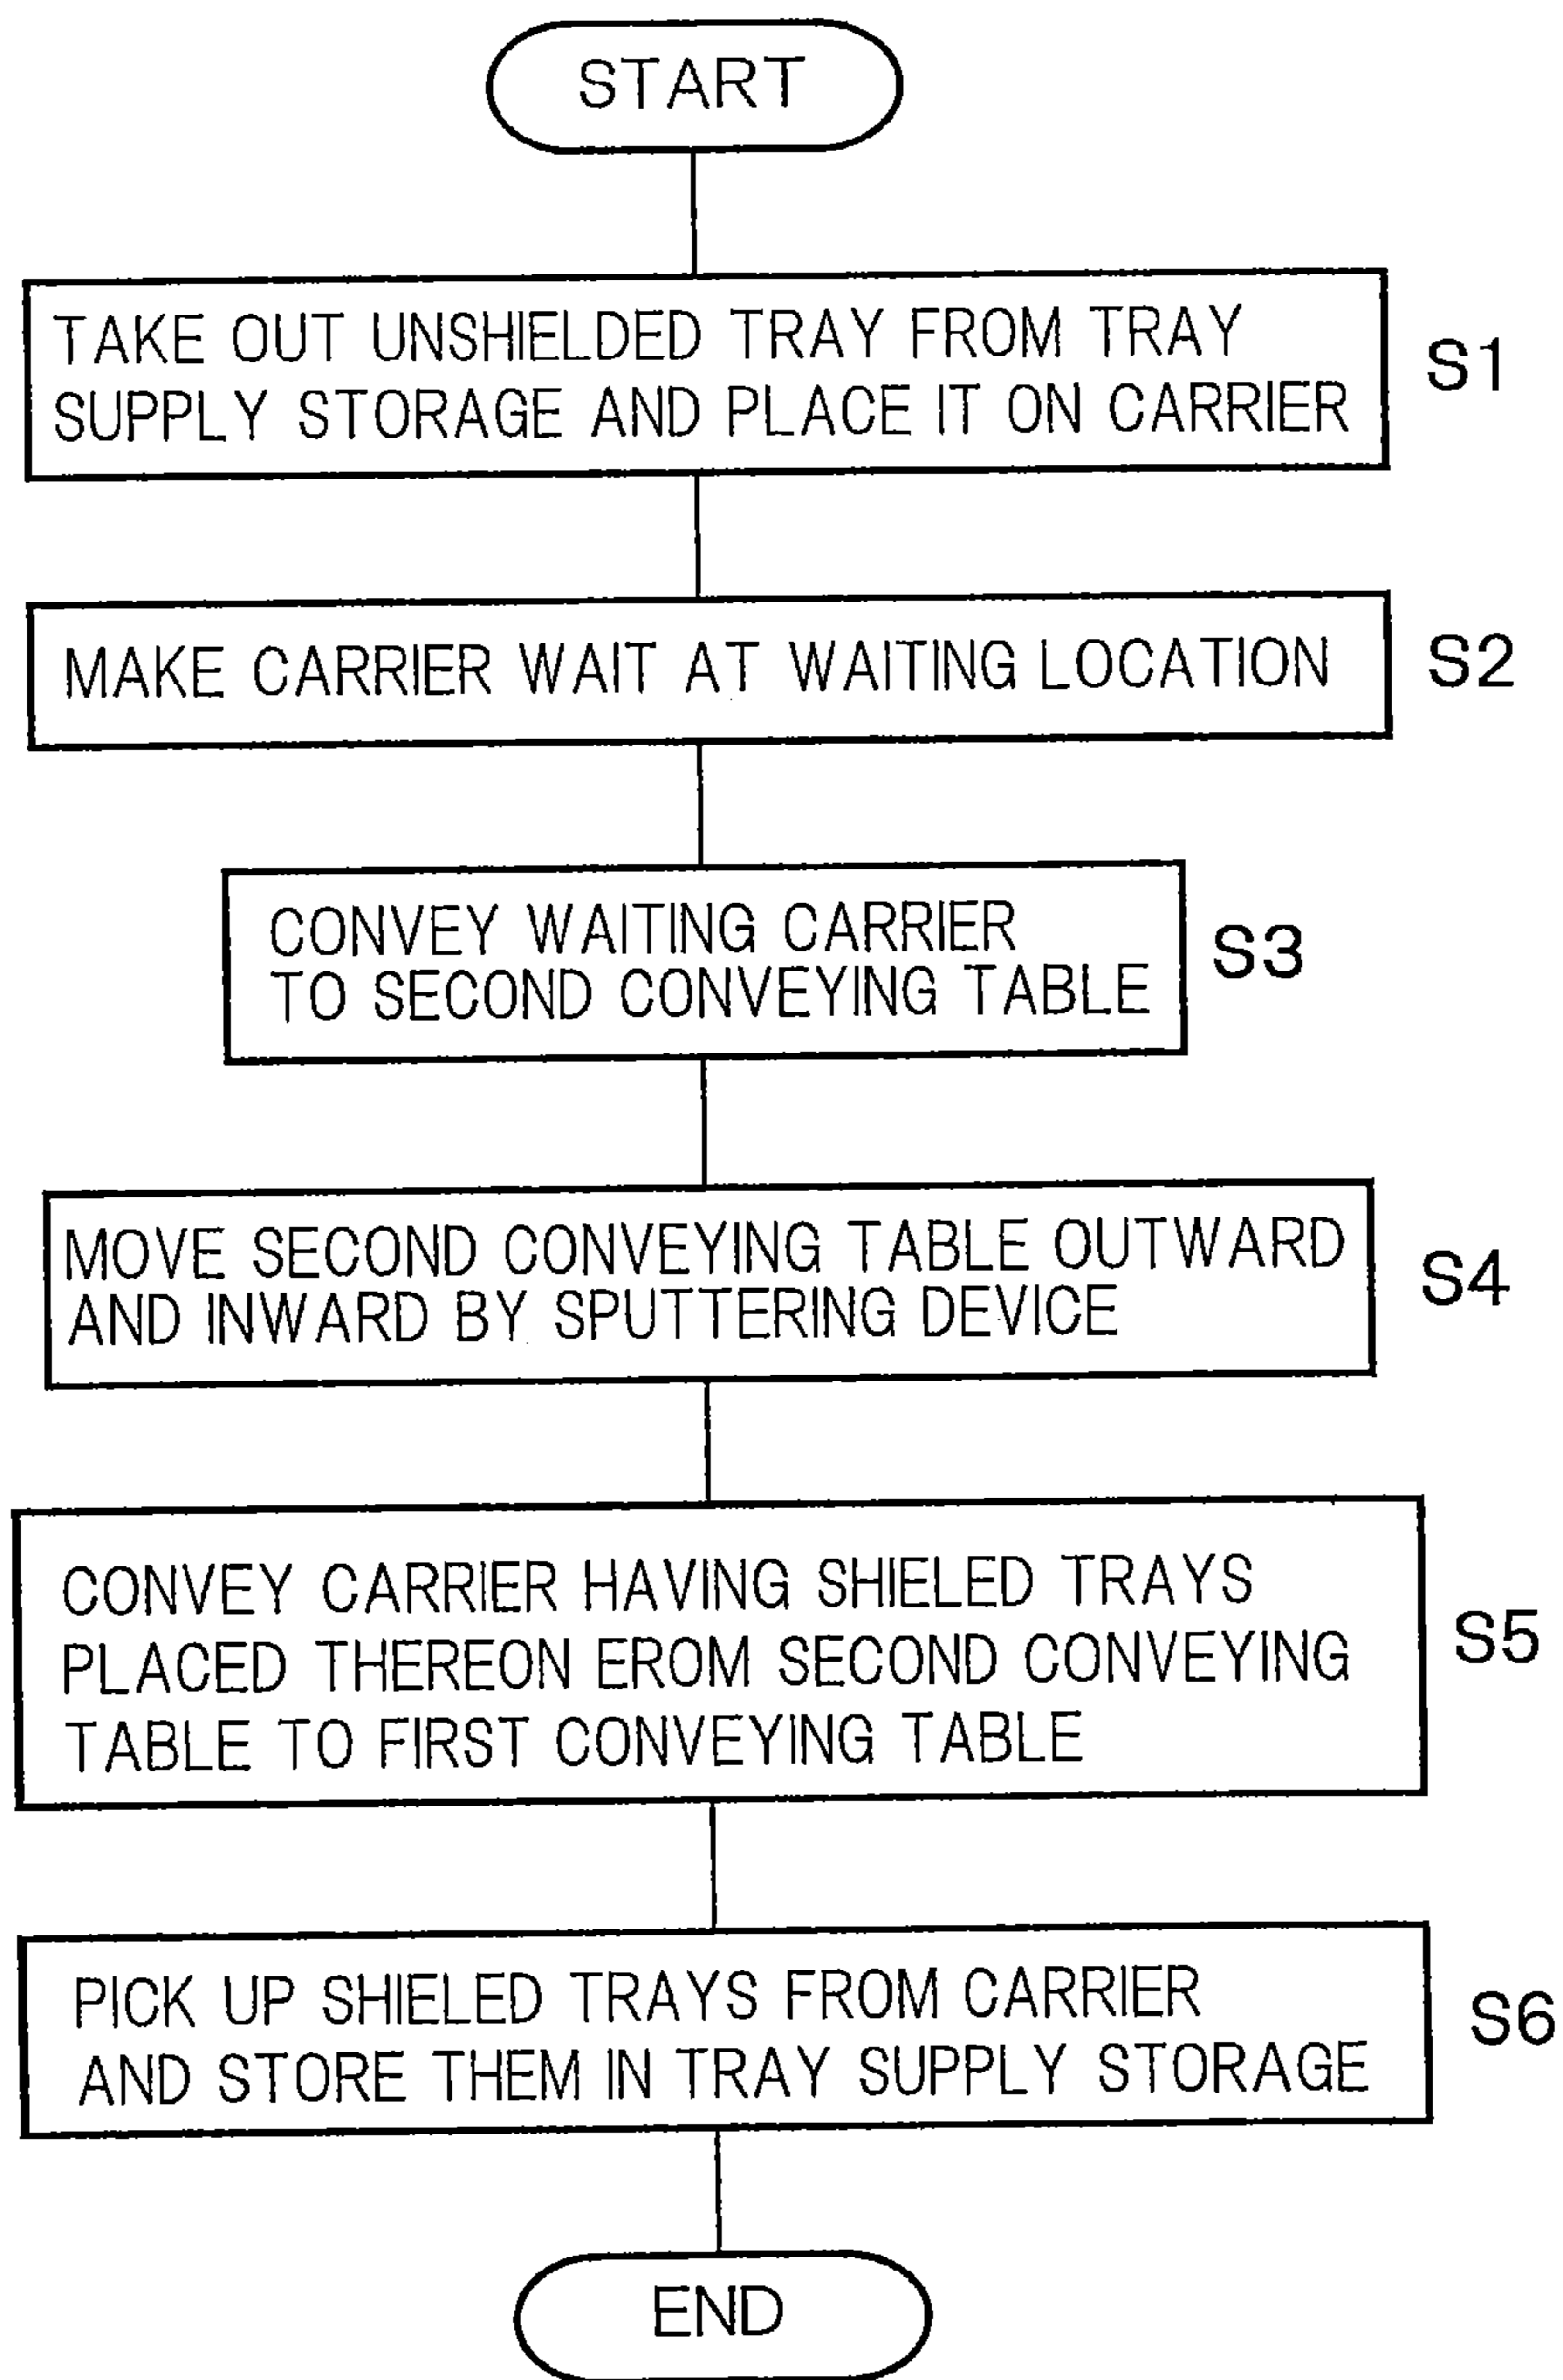 START
TAKE OUT UNSHIELDED TRAY FROM TRAY
SUPPLY STORAGE AND PLACE IT ON CARRIER
S1
MAKE CARRIER WAIT AT WAITING LOCATION
S2
CONVEY WAITING CARRIER
TO SECOND CONVEYING TABLE
S3
MOVE SECOND CONVEYING TABLE OUTWARD
AND INWARD BY SPUTTERING DEVICE
S4
CONVEY CARRIER HAVING SHIELED TRAYS
PLACED THEREON EROM SECOND CONVEYING
TABLE TO FIRST CONVEYING TABLE
S5
PICK UP SHIELED TRAYS FROM CARRIER
AND STORE THEM IN TRAY SUPPLY STORAGE
S6
END